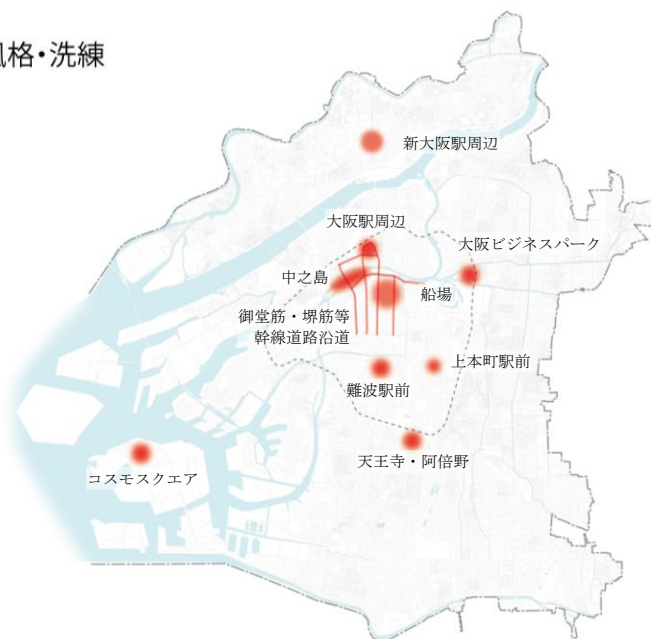 風格・洗練
新大阪駅周辺
大阪駅周辺
大阪ビジネスパーク
中之島
船場
御堂筋・堺筋等
幹線道路沿道
上本町駅前
難波駅前
天王寺・阿倍野
コスモスクエア